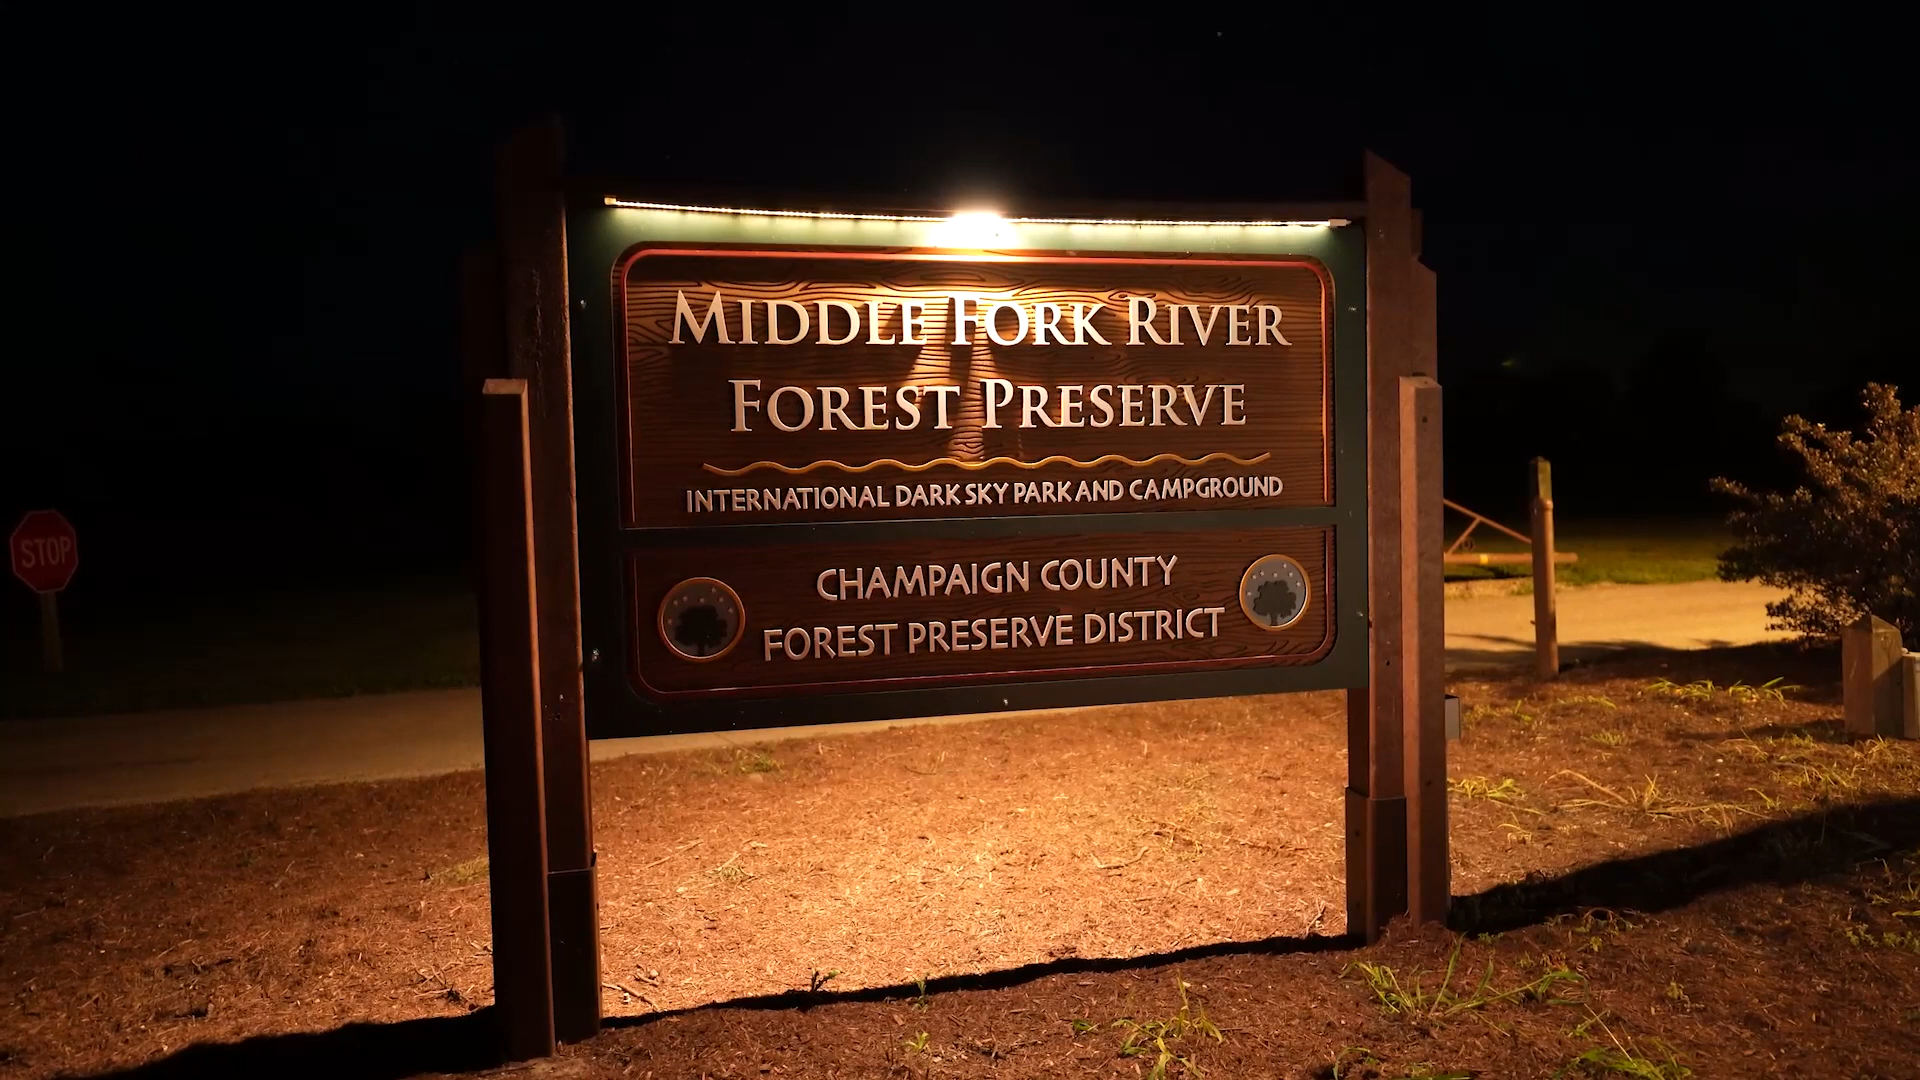 MIDDLE FORK RIVER
FOREST PRESERVE
INTERNATIONAL DARK SKY PARK AND CAMPGROUND
CHAMPAIGN COUNTY
FOREST PRESERVE DISTRICT
STOP